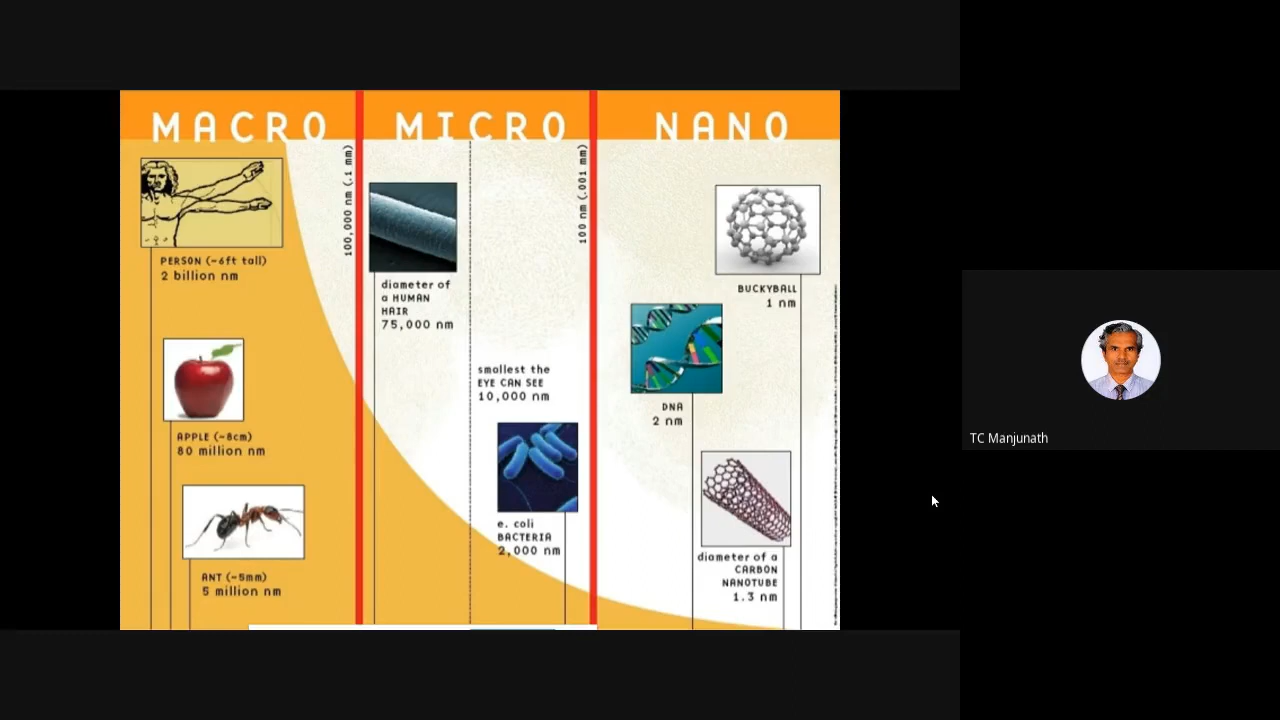 MACRO
MICRO
NANO
100,000 nm (.1 mm)
100 nm (.001 mm)
PERSON (~6ft tall)
2 billion nm
APPLE (~8cm)
80 million nm
ANT (~5mm)
5 million nm
diameter of
a HUMAN
HAIR
75,000 nm
smallest the
EYE CAN SEE
10,000 nm
e. coli
BACTERIA
2,000 nm
BUCKYBALL
1 nm
DNA
2 nm
diameter of a
CARBON
NANOTUBE
1.3 nm
TC Manjunath